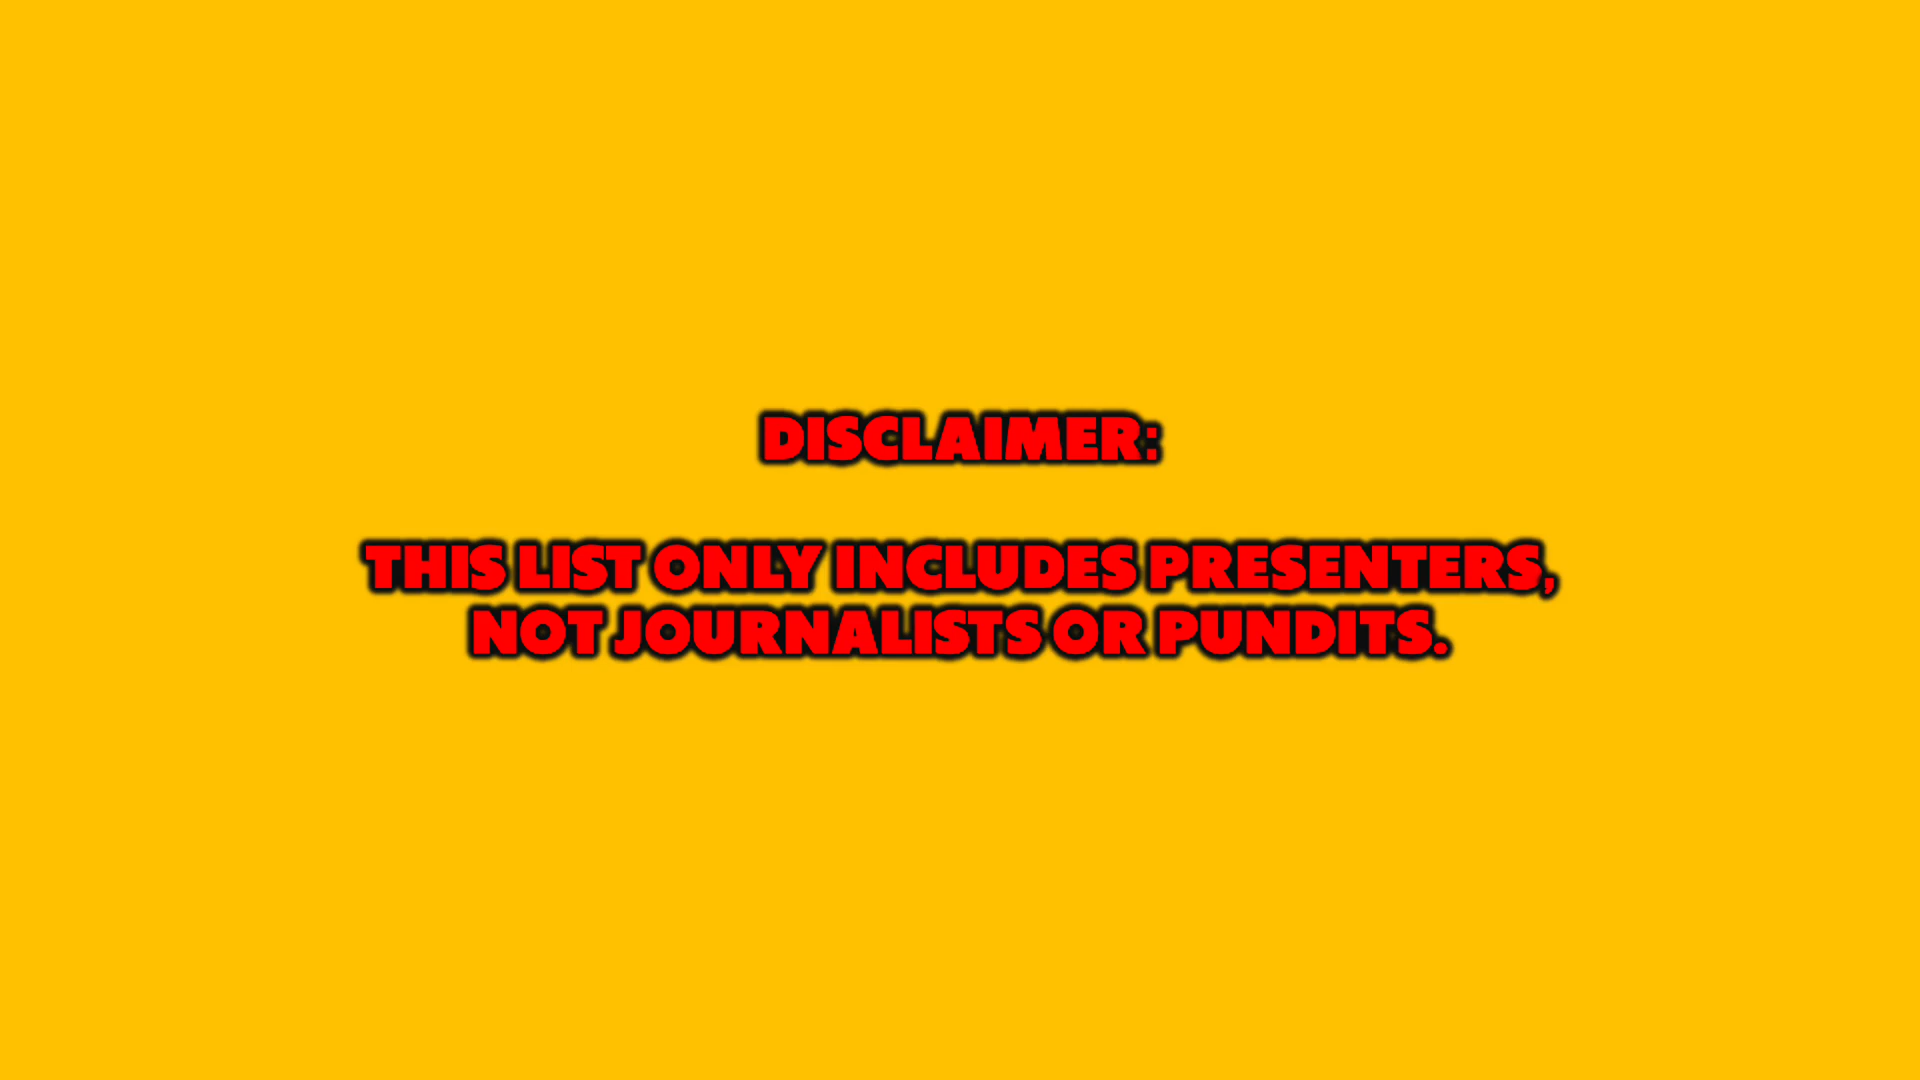 DISCLAIMER:
THIS LIST ONLY INCLUDES PRESENTERS,
NOT JOURNALISTS OR PUNDITS.